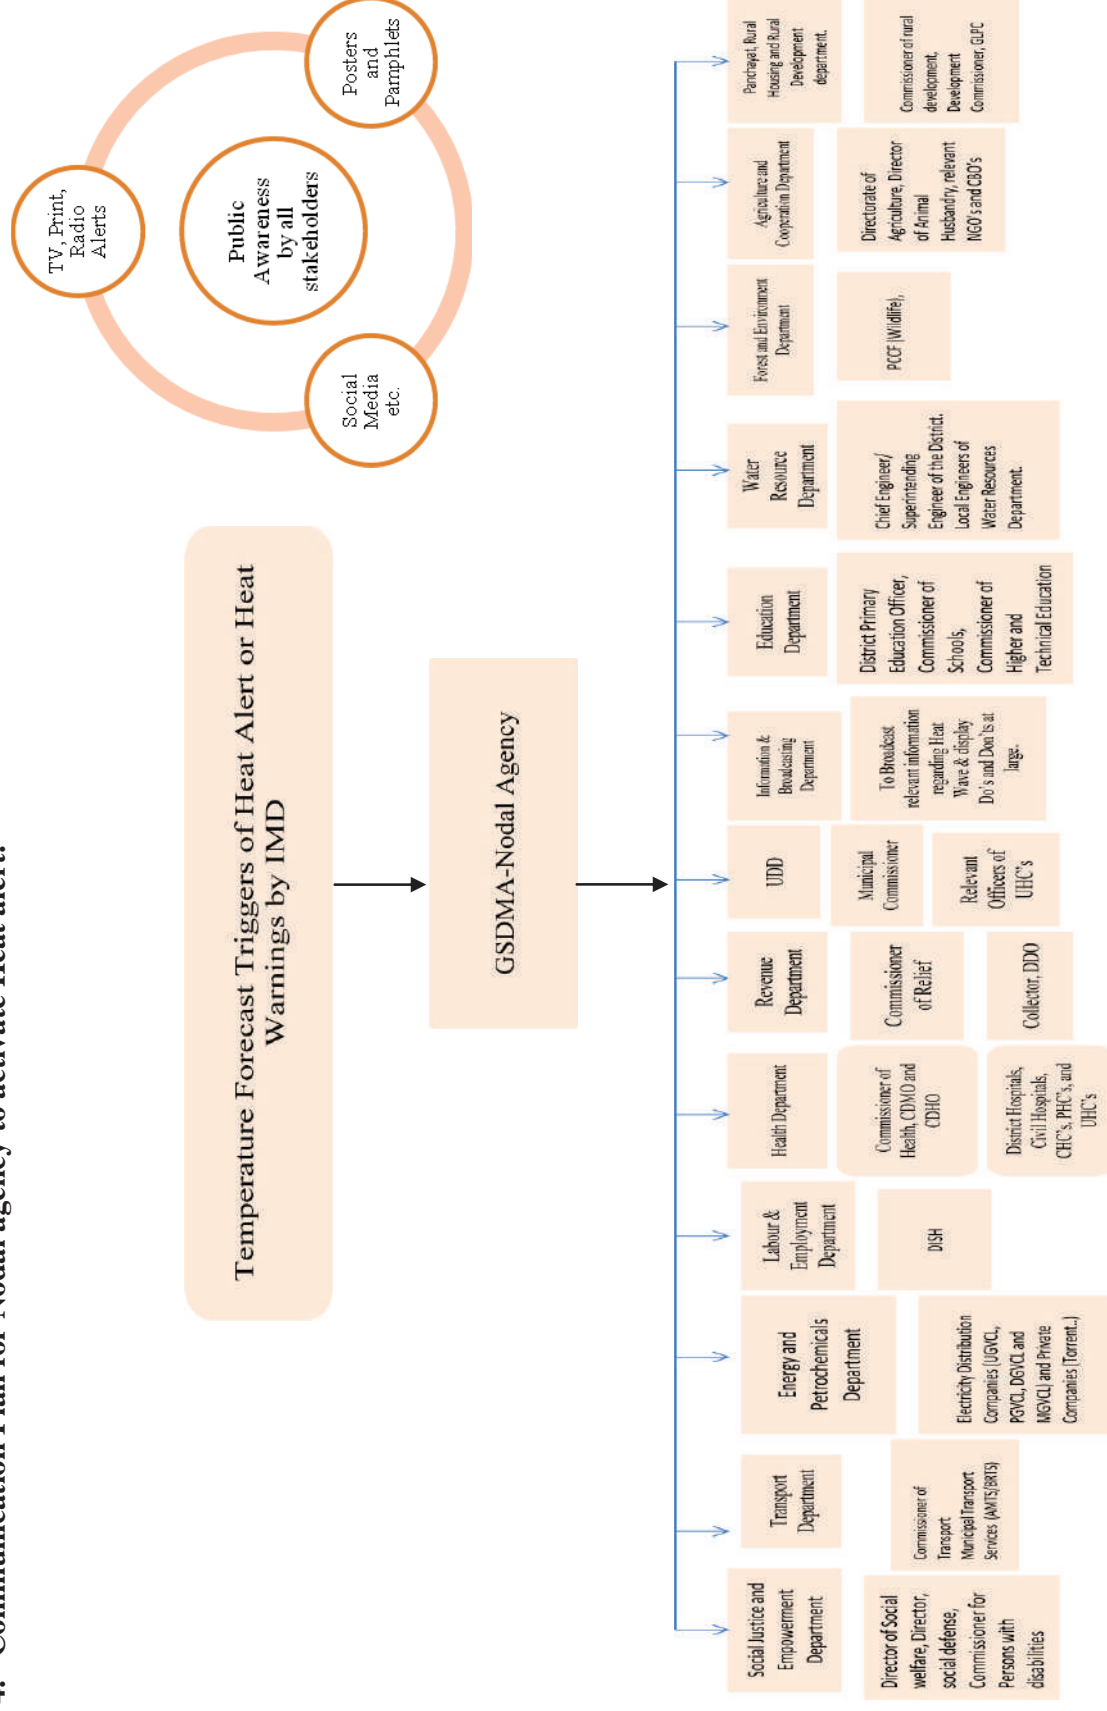 4. Communication Plan for Nodal agency to activate Heat alert:
Temperature Forecast Triggers of Heat Alert or Heat
Warnings by IMD
TV, Print,
Radio
Alerts
Public
Awareness
by all
stakeholders
Social
Media
etc.
Posters
and
Pamphlets
GSDMA-Nodal Agency
Social Justice and
Empowerment
Department
Director of Social
welfare, Director,
social defense,
Commissioner for
Persons with
disabilities
Transport
Department
Commissioner of
Transport
Municipal Transport
Services (AMTS/BRTS)
Energy and
Petrochemicals
Department
Electricity Distribution
Companies (UGVCL,
PGVCL, DGVCL and
MGVCL) and Private
Companies (Torrent..)
Labour &
Employment
Department
DISH
Health Department
Commissioner of
Health, CDMO and
CDHO
District Hospitals,
Civil Hospitals,
CHC's, PHC's, and
UHC's
Revenue
Department
Commissioner
of Relief
Collector, DDO
UDD
Municipal
Commissioner
Relevant
Officers of
UHC's
Information &
Broadcasting
Department
To Broadcast
relevant information
regarding Heat
Wave & display
Do's and Don'ts at
large.
Education
Department
District Primary
Education Officer,
Commissioner of
Schools,
Commissioner of
Higher and
Technical Education
Water
Resource
Department
Chief Engineer/
Superintending
Engineer of the District.
Local Engineers of
Water Resources
Department.
Forest and Environment
Department
PCCF (Wildlife),
Agriculture and
Cooperation Department
Directorate of
Agriculture, Director
of Animal
Husbandry, relevant
NGO's and CBO's
Panchayat, Rural
Housing and Rural
Development
department.
Commissioner of rural
development,
Development
Commissioner, GLPC